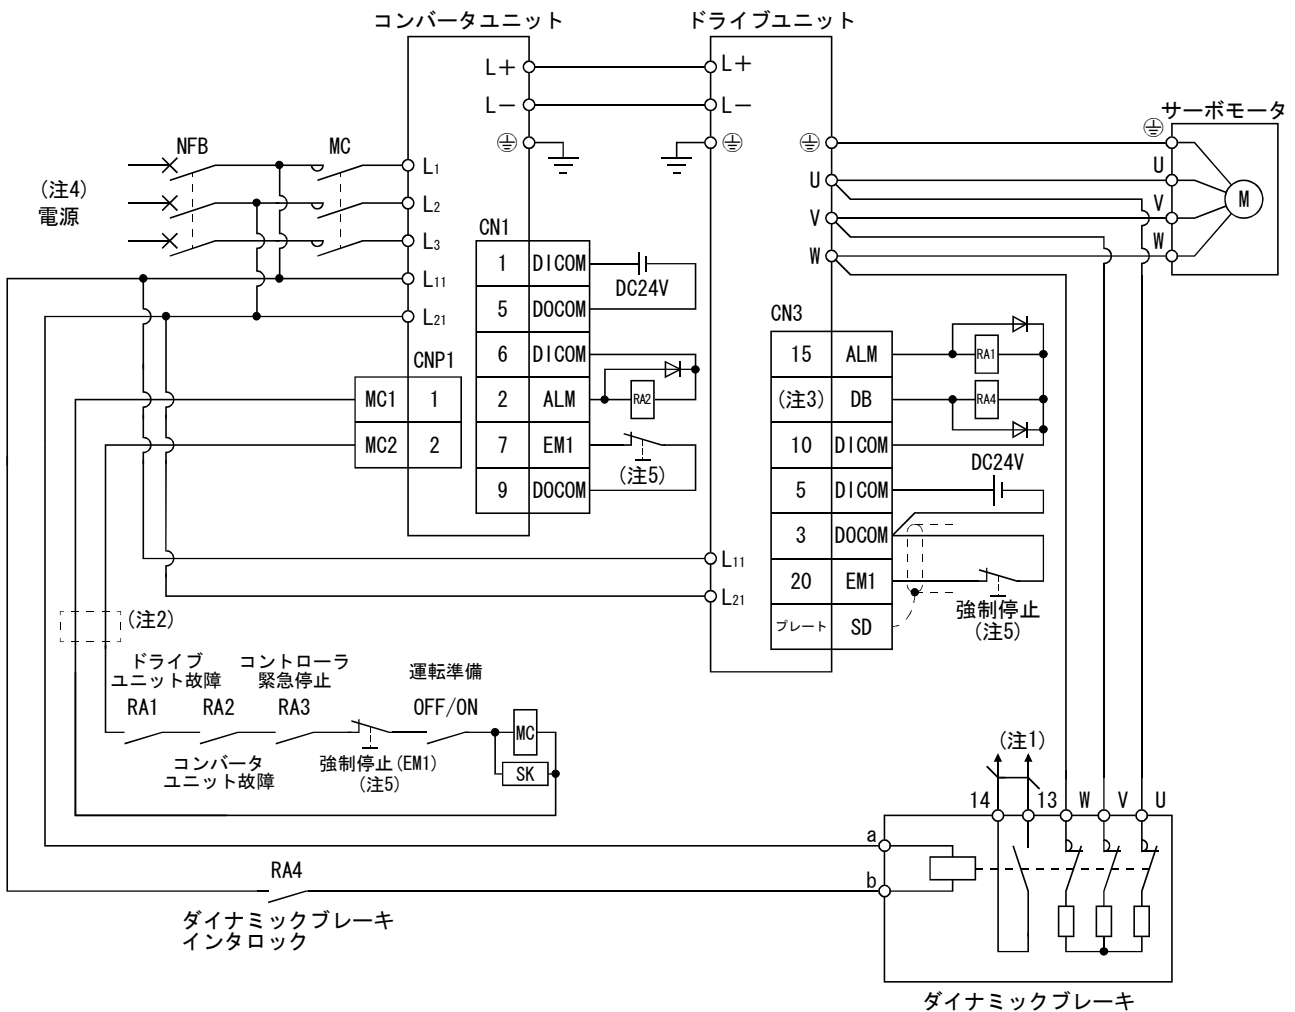 コンバータユニット
ドライブユニット
L+
L+
L−
L−
サーボモータ
NFB
MC
L1
U
U
M
(注4)
電源
L2
V
V
L3
W
W
CN1
1 DICOM
DC24V
5 DOCOM
6 DICOM
2 ALM
RA2
7 EM1
(注5)
9 DOCOM
L11
L21
CNP1
MC1 1
MC2 2
CN3
15 ALM
RA1
(注3) DB
RA4
10 DICOM
DC24V
5 DICOM
3 DOCOM
20 EM1
強制停止
(注5)
プレート SD
L11
L21
(注2)
ドライブ
ユニット故障
RA1
RA2
コンバータ
ユニット故障
コントローラ
緊急停止
RA3
強制停止(EM1)
(注5)
運転準備
OFF/ON
MC
SK
(注1)
14
13
W
V
U
a
b
RA4
ダイナミックブレーキ
インタロック
ダイナミックブレーキ